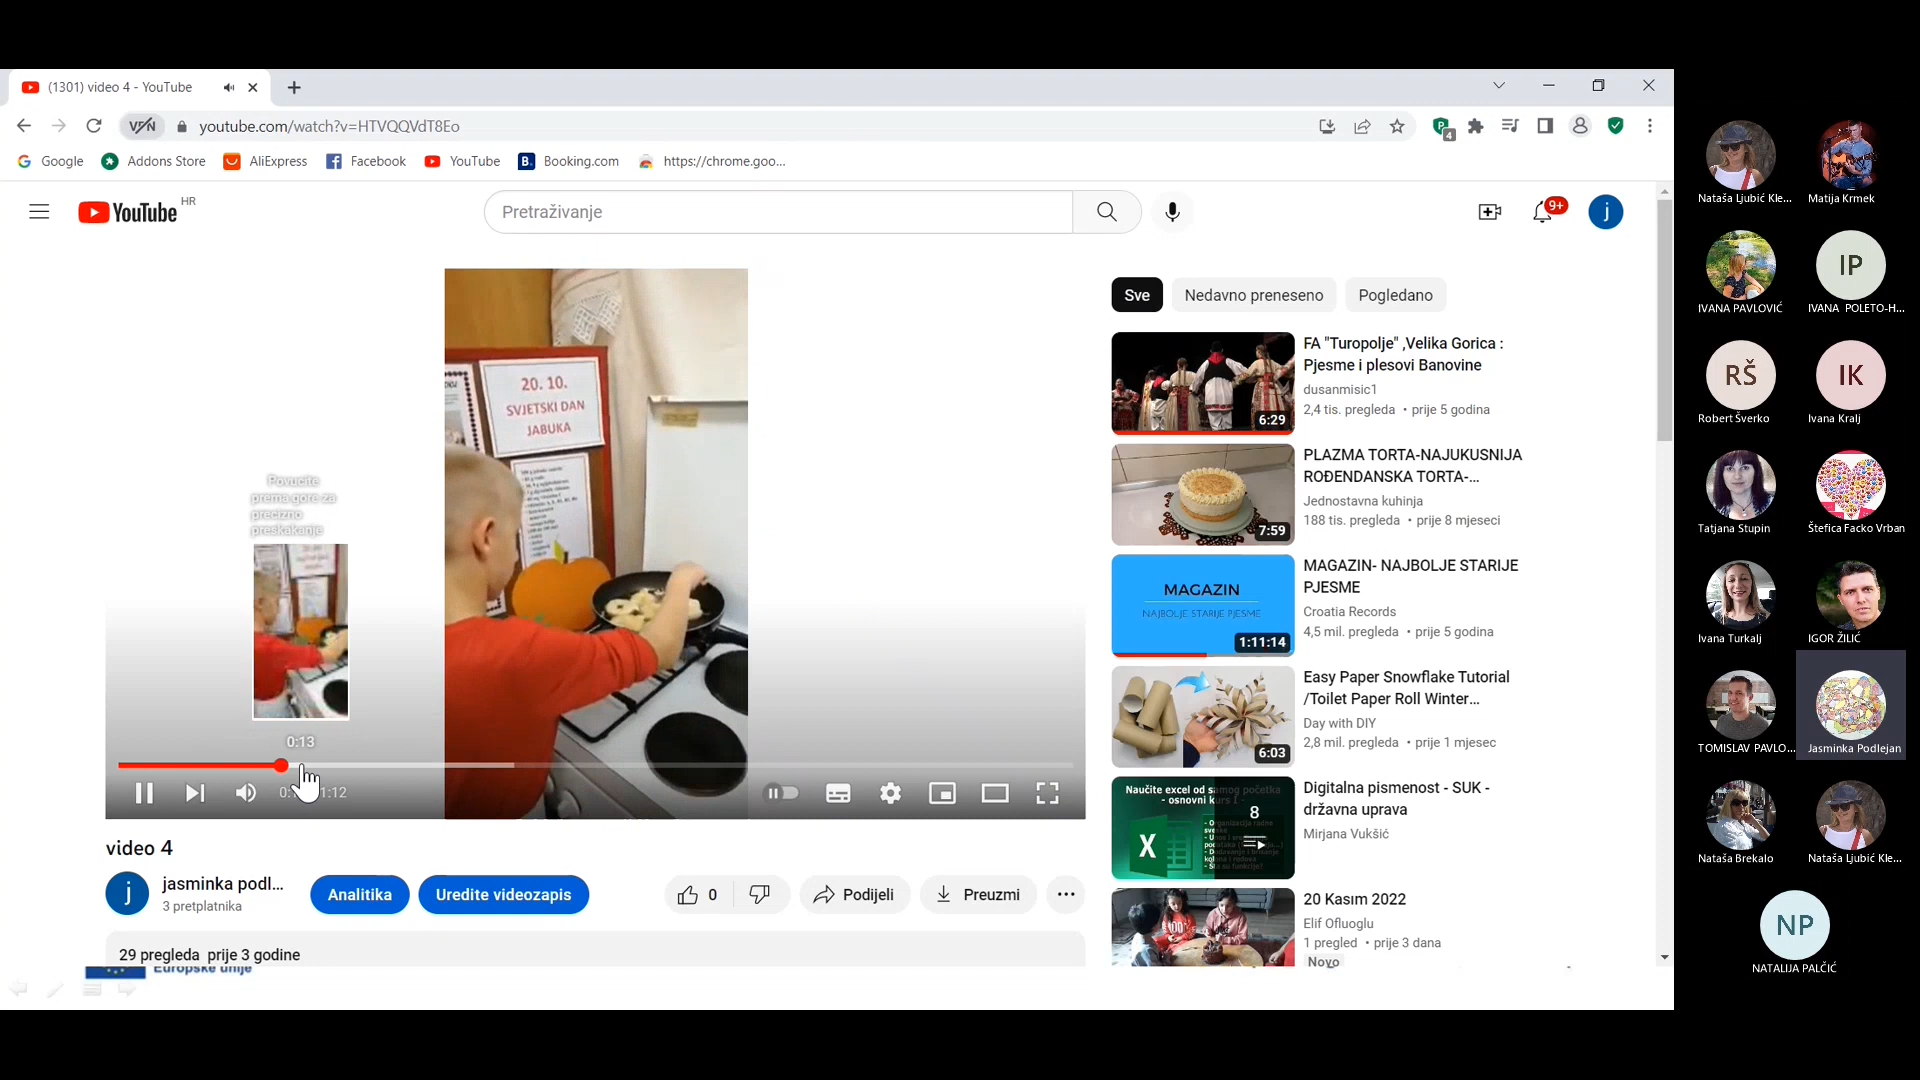 (1301) video 4 - YouTube
VPN
youtube.com/watch?v=HTVQQVdT8Eo
4
Google
Addons Store
AliExpress
Facebook
YouTube
B.
Booking.com
https://chrome.goo...
YouTube HR
Pretraživanje
9+
j
20. 10.
SVJETSKI DAN
JABUKA
Povucite
prema gore za
precizno
preskakanje
0:13
1:12
video 4
j
jasminka podl...
3 pretplatnika
Analitika
Uredite videozapis
0
Podijeli
Preuzmi
29 pregleda prije 3 godine
Europske unije
Sve
Nedavno preneseno
Pogledano
6:29
FA "Turopolje" ,Velika Gorica :
Pjesme i plesovi Banovine
dusanmisic1
2,4 tis. pregleda • prije 5 godina
7:59
PLAZMA TORTA-NAJUKUSNIJA
ROĐENDANSKA TORTA-...
Jednostavna kuhinja
188 tis. pregleda • prije 8 mjeseci
MAGAZIN
NAJBOLJE STARIJE PJESME
1:11:14
MAGAZIN- NAJBOLJE STARIJE
PJESME
Croatia Records
4,5 mil. pregleda • prije 5 godina
6:03
Easy Paper Snowflake Tutorial
/Toilet Paper Roll Winter...
Day with DIY
2,8 mil. pregleda • prije 1 mjesec
Naučite excel od samog početka
- osnovni kurs I -
X
8
Digitalna pismenost - SUK -
državna uprava
Mirjana Vukšić
20 Kasım 2022
Elif Ofluoglu
1 pregled • prije 3 dana
Novo
Nataša Ljubić Kle...
Matija Krmek
IVANA PAVLOVIĆ
IP
IVANA POLETO-H...
RŠ
Robert Šverko
IK
Ivana Kralj
Tatjana Stupin
Štefica Facko Vrban
Ivana Turkalj
IGOR ŽILIĆ
TOMISLAV PAVLO...
Jasminka Podlejan
Nataša Brekalo
Nataša Ljubić Kle...
NP
NATALIJA PALČIĆ